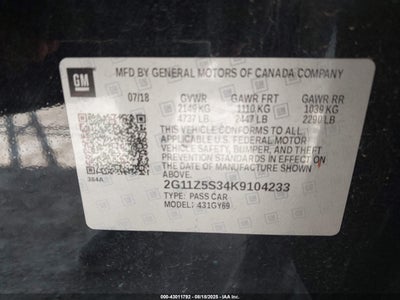 GM
MFD BY GENERAL MOTORS OF CANADA COMPANY
07/18 GVWR GAWR FRT GAWR RR
2149 KG 1110 KG 1039 KG
4737 LB 2447 LB 2290 LB
THIS VEHICLE CONFORMS TO ALL
APPLICABLE U.S. FEDERAL MOTOR
VEHICLE SAFETY, BUMPER, AND THEFT
PREVENTION STANDARDS IN EFFECT ON
THE DATE OF MANUFACTURE SHOWN
ABOVE.
384A 2G11Z5S34K9104233
TYPE: PASS CAR
MODEL: 431GY69
IAA 000-43011792 - 08/18/2025 - IAAI.com